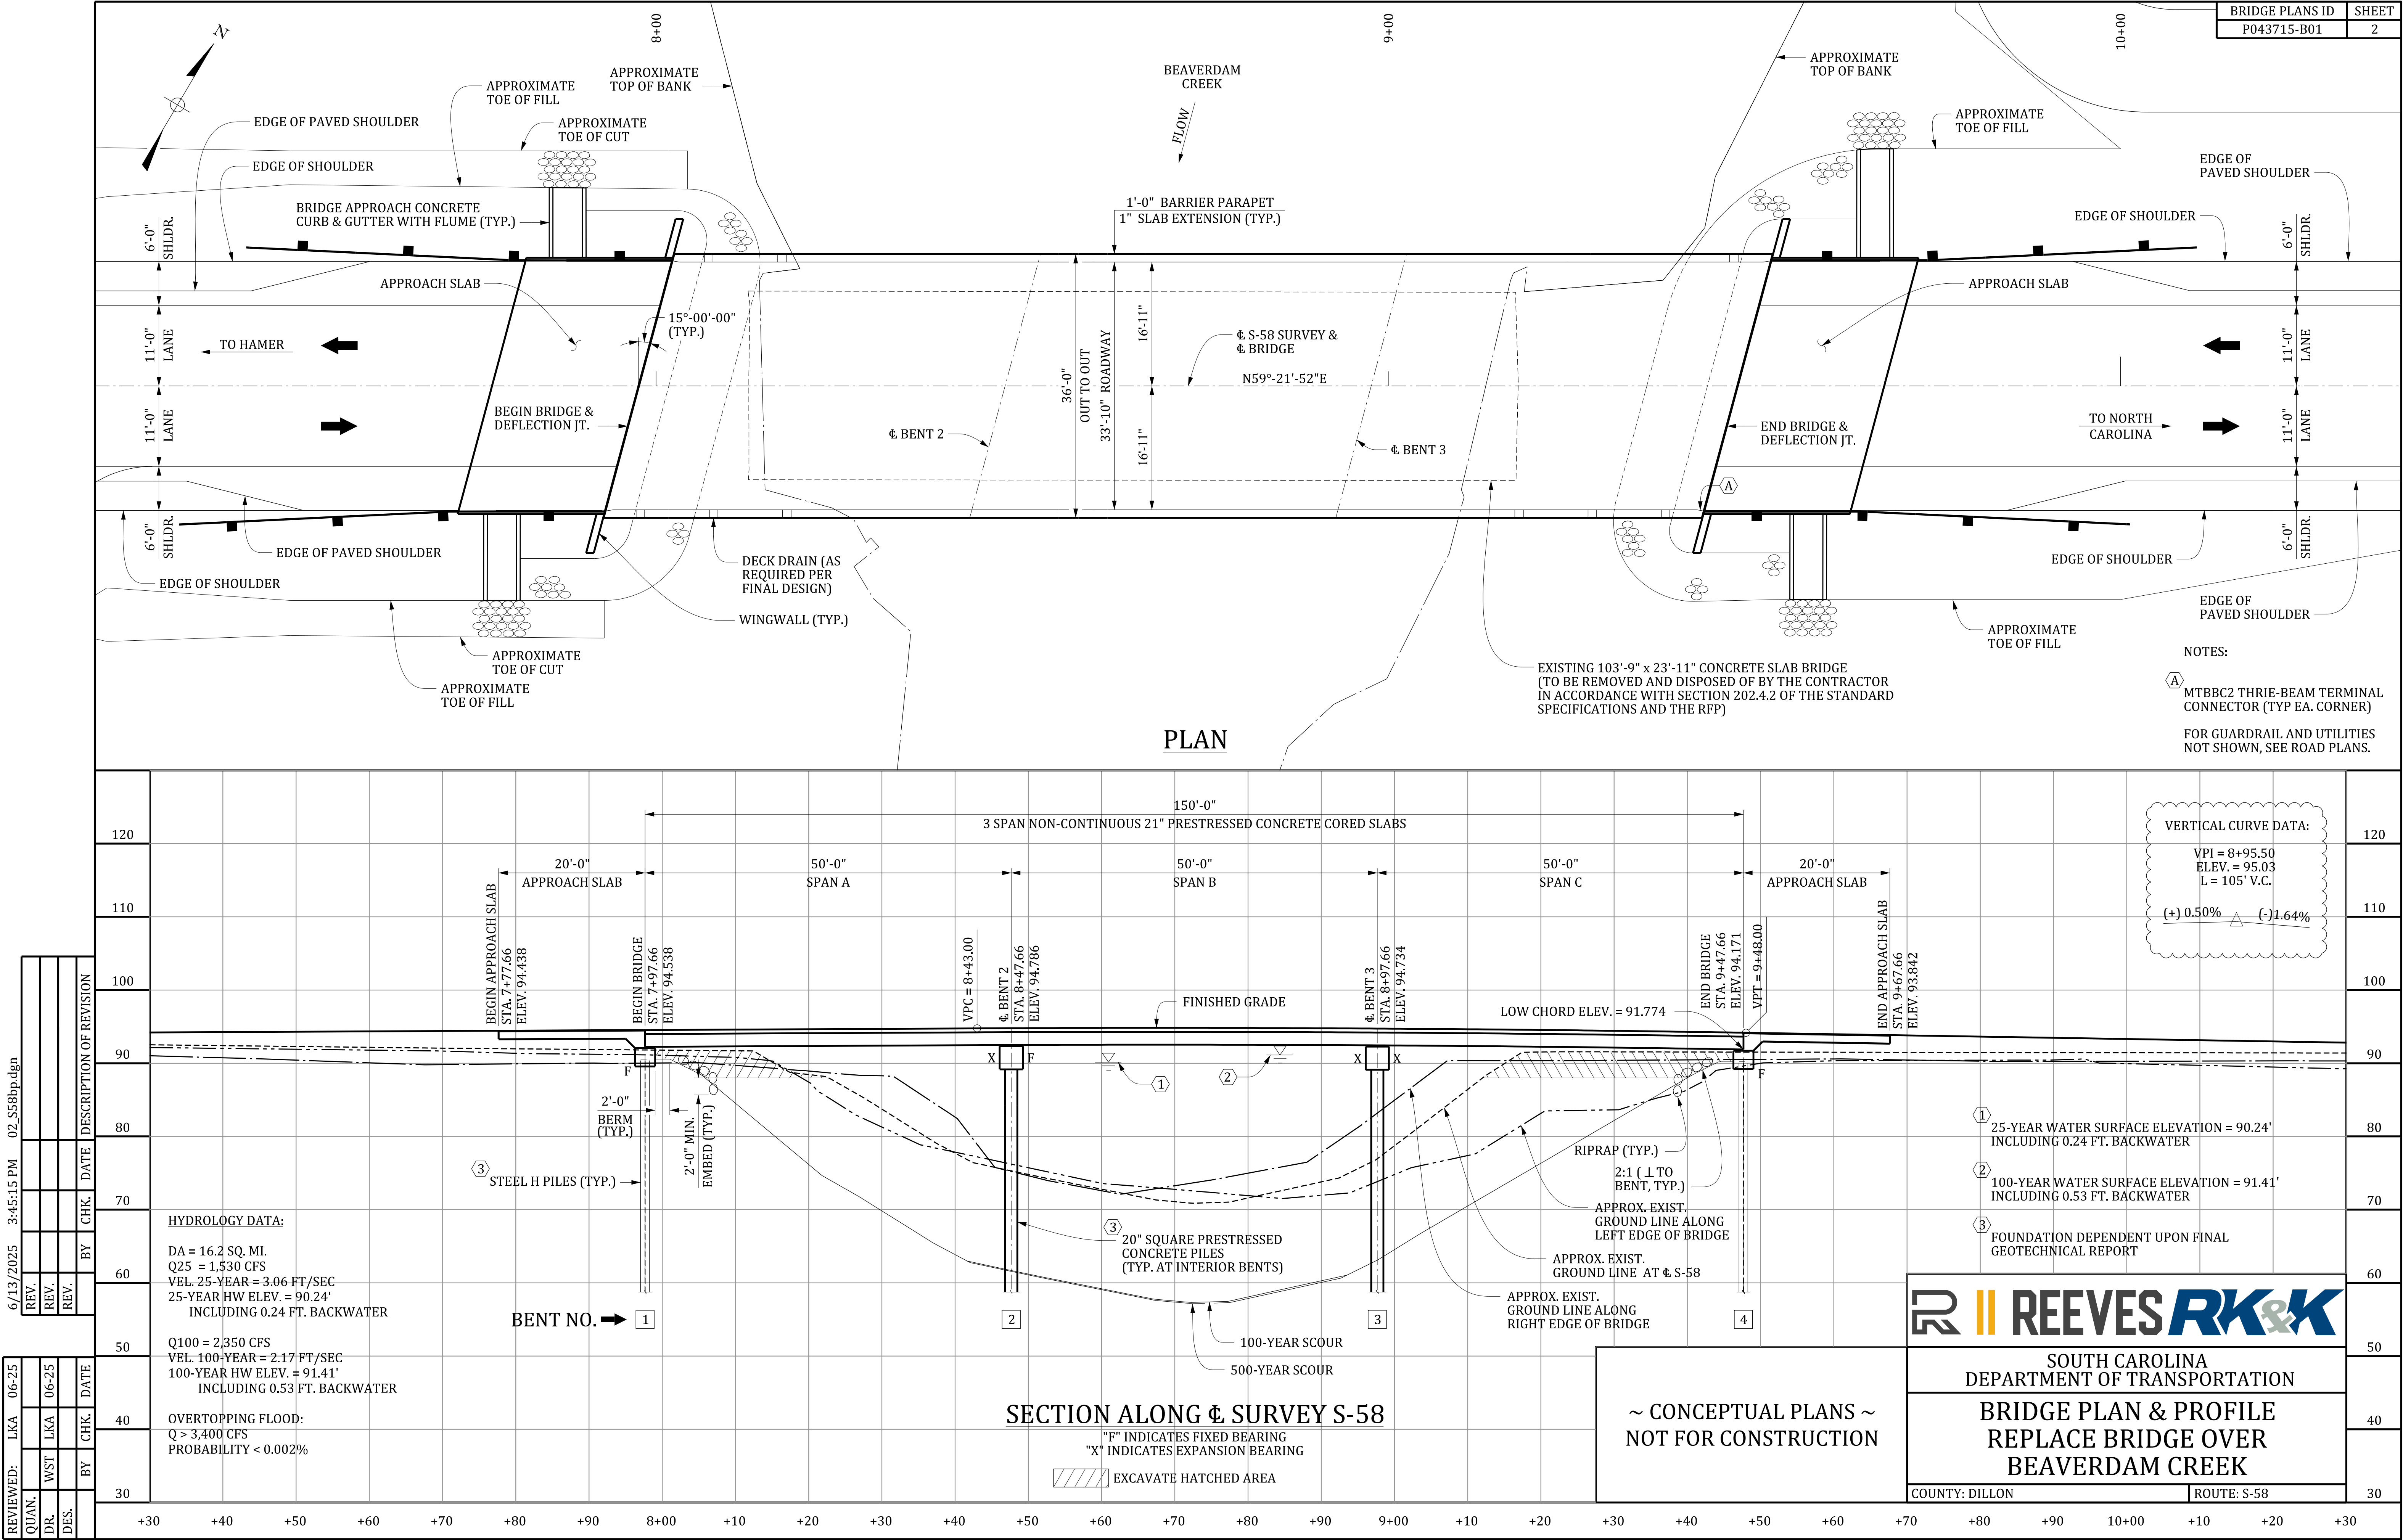 BRIDGE PLANS ID
SHEET
P043715-B01
2
N
8+00
9+00
10+00
APPROXIMATE
TOE OF FILL
APPROXIMATE
TOP OF BANK
BEAVERDAM
CREEK
FLOW
APPROXIMATE
TOP OF BANK
EDGE OF PAVED SHOULDER
APPROXIMATE
TOE OF CUT
APPROXIMATE
TOE OF FILL
EDGE OF SHOULDER
EDGE OF
PAVED SHOULDER
BRIDGE APPROACH CONCRETE
CURB & GUTTER WITH FLUME (TYP.)
1'-0" BARRIER PARAPET
1" SLAB EXTENSION (TYP.)
EDGE OF SHOULDER
6'-0"
SHLDR.
6'-0"
SHLDR.
APPROACH SLAB
APPROACH SLAB
15°-00'-00"
(TYP.)
11'-0"
LANE
TO HAMER
16'-11"
℄ S-58 SURVEY &
℄ BRIDGE
N59°-21'-52"E
11'-0"
LANE
36'-0"
OUT TO OUT
33'-10" ROADWAY
11'-0"
LANE
BEGIN BRIDGE &
DEFLECTION JT.
℄ BENT 2
16'-11"
℄ BENT 3
END BRIDGE &
DEFLECTION JT.
TO NORTH
CAROLINA
11'-0"
LANE
A
6'-0"
SHLDR.
EDGE OF PAVED SHOULDER
EDGE OF SHOULDER
DECK DRAIN (AS
REQUIRED PER
FINAL DESIGN)
WINGWALL (TYP.)
EDGE OF SHOULDER
6'-0"
SHLDR.
EDGE OF
PAVED SHOULDER
APPROXIMATE
TOE OF CUT
APPROXIMATE
TOE OF FILL
APPROXIMATE
TOE OF FILL
EXISTING 103'-9" x 23'-11" CONCRETE SLAB BRIDGE
(TO BE REMOVED AND DISPOSED OF BY THE CONTRACTOR
IN ACCORDANCE WITH SECTION 202.4.2 OF THE STANDARD
SPECIFICATIONS AND THE RFP)
NOTES:
A
MTBBC2 THRIE-BEAM TERMINAL
CONNECTOR (TYP EA. CORNER)
FOR GUARDRAIL AND UTILITIES
NOT SHOWN, SEE ROAD PLANS.
PLAN
150'-0"
3 SPAN NON-CONTINUOUS 21" PRESTRESSED CONCRETE CORED SLABS
20'-0"
APPROACH SLAB
50'-0"
SPAN A
50'-0"
SPAN B
50'-0"
SPAN C
20'-0"
APPROACH SLAB
VERTICAL CURVE DATA:
VPI = 8+95.50
ELEV. = 95.03
L = 105' V.C.
(+) 0.50%
(-)1.64%
BEGIN APPROACH SLAB
STA. 7+77.66
ELEV. 94.438
BEGIN BRIDGE
STA. 7+97.66
ELEV. 94.538
VPC = 8+43.00
℄ BENT 2
STA. 8+47.66
ELEV. 94.786
℄ BENT 3
STA. 8+97.66
ELEV. 94.734
END BRIDGE
STA. 9+47.66
ELEV. 94.171
VPT = 9+48.00
END APPROACH SLAB
STA. 9+67.66
ELEV. 93.842
FINISHED GRADE
LOW CHORD ELEV. = 91.774
F
X
F
X
X
F
1
2
2'-0"
BERM
(TYP.)
2'-0" MIN.
EMBED (TYP.)
3
STEEL H PILES (TYP.)
RIPRAP (TYP.)
2:1 ( ⊥ TO
BENT, TYP.)
3
20" SQUARE PRESTRESSED
CONCRETE PILES
(TYP. AT INTERIOR BENTS)
APPROX. EXIST.
GROUND LINE ALONG
LEFT EDGE OF BRIDGE
APPROX. EXIST.
GROUND LINE AT ℄ S-58
APPROX. EXIST.
GROUND LINE ALONG
RIGHT EDGE OF BRIDGE
100-YEAR SCOUR
500-YEAR SCOUR
BENT NO.
1
2
3
4
1
25-YEAR WATER SURFACE ELEVATION = 90.24'
INCLUDING 0.24 FT. BACKWATER
2
100-YEAR WATER SURFACE ELEVATION = 91.41'
INCLUDING 0.53 FT. BACKWATER
3
FOUNDATION DEPENDENT UPON FINAL
GEOTECHNICAL REPORT
HYDROLOGY DATA:
DA = 16.2 SQ. MI.
Q25 = 1,530 CFS
VEL. 25-YEAR = 3.06 FT/SEC
25-YEAR HW ELEV. = 90.24'
INCLUDING 0.24 FT. BACKWATER
Q100 = 2,350 CFS
VEL. 100-YEAR = 2.17 FT/SEC
100-YEAR HW ELEV. = 91.41'
INCLUDING 0.53 FT. BACKWATER
OVERTOPPING FLOOD:
Q > 3,400 CFS
PROBABILITY < 0.002%
SECTION ALONG ℄ SURVEY S-58
"F" INDICATES FIXED BEARING
"X" INDICATES EXPANSION BEARING
EXCAVATE HATCHED AREA
~ CONCEPTUAL PLANS ~
NOT FOR CONSTRUCTION
R REEVES RK&K
SOUTH CAROLINA
DEPARTMENT OF TRANSPORTATION
BRIDGE PLAN & PROFILE
REPLACE BRIDGE OVER
BEAVERDAM CREEK
COUNTY: DILLON
ROUTE: S-58
120
110
100
90
80
70
60
50
40
30
120
110
100
90
80
70
60
50
40
30
+30 +40 +50 +60 +70 +80 +90 8+00 +10 +20 +30 +40 +50 +60 +70 +80 +90 9+00 +10 +20 +30 +40 +50 +60 +70 +80 +90 10+00 +10 +20 +30
6/13/2025 3:45:15 PM 02_S58bp.dgn
REV.
REV.
REV.
BY CHK. DATE DESCRIPTION OF REVISION
REVIEWED: LKA 06-25
QUAN.
DR. WST LKA 06-25
DES.
BY CHK. DATE